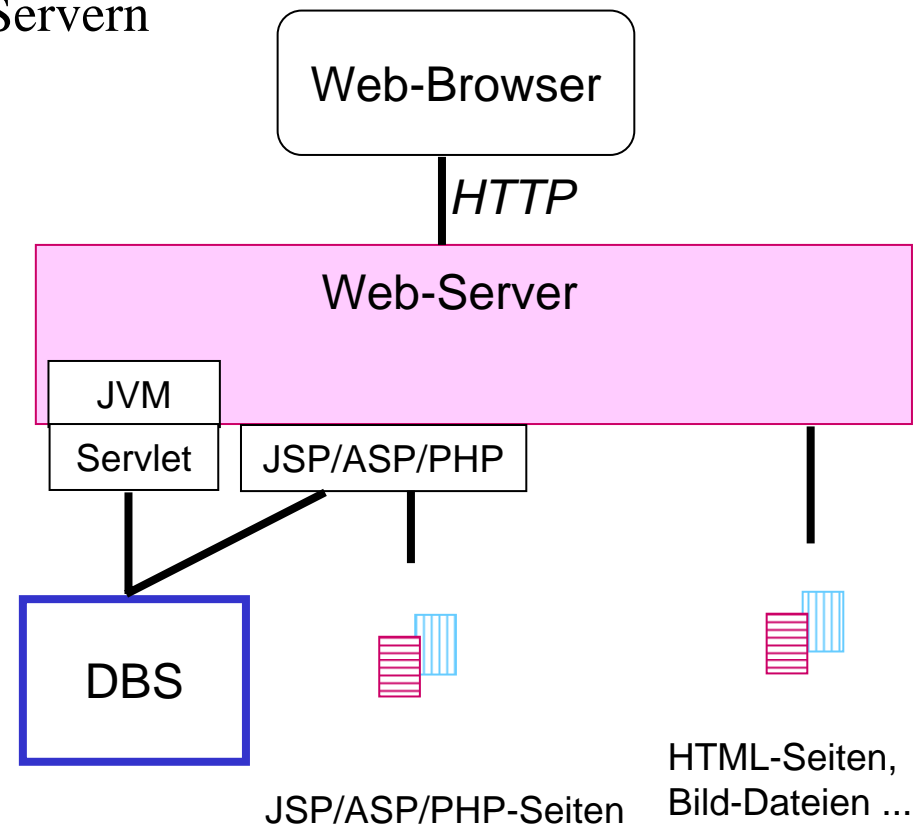 Servern
Web-Browser
HTTP
Web-Server
JVM
Servlet
JSP/ASP/PHP
DBS
HTML-Seiten,
JSP/ASP/PHP-Seiten
Bild-Dateien ...